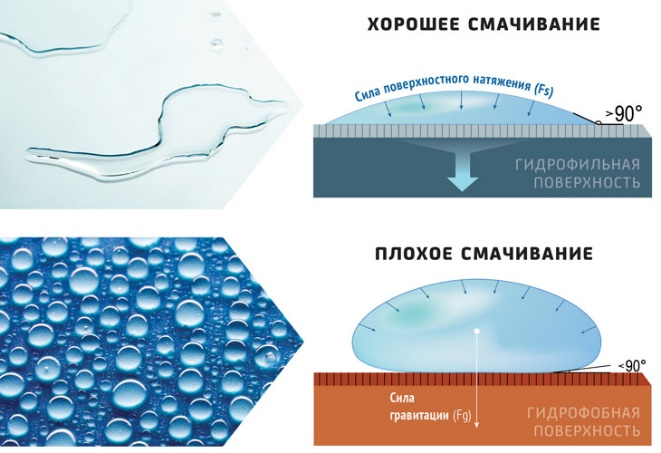 ХОРОШЕЕ СМАЧИВАНИЕ
Сила поверхностного натяжения (Fs)
>90°
ГИДРОФИЛЬНАЯ
ПОВЕРХНОСТЬ
ПЛОХОЕ СМАЧИВАНИЕ
<90°
Сила
гравитации (Fg)
ГИДРОФОБНАЯ
ПОВЕРХНОСТЬ